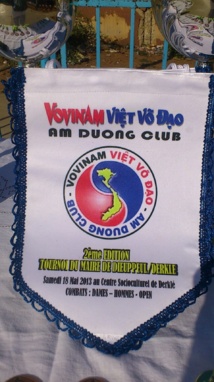 VOVINAM VIỆT VÕ ĐẠO
AM DUONG CLUB
VOVINAM VIỆT VÕ ĐẠO - AM DUONG CLUB -
2ème EDITION
TOURNOI DU MAIRE DE DIEUPPEUL/DERKLE
Samedi 18 Mai 2013 au Centre Socioculturel de Derklé
COMBATS : DAMES - HOMMES - OPEN